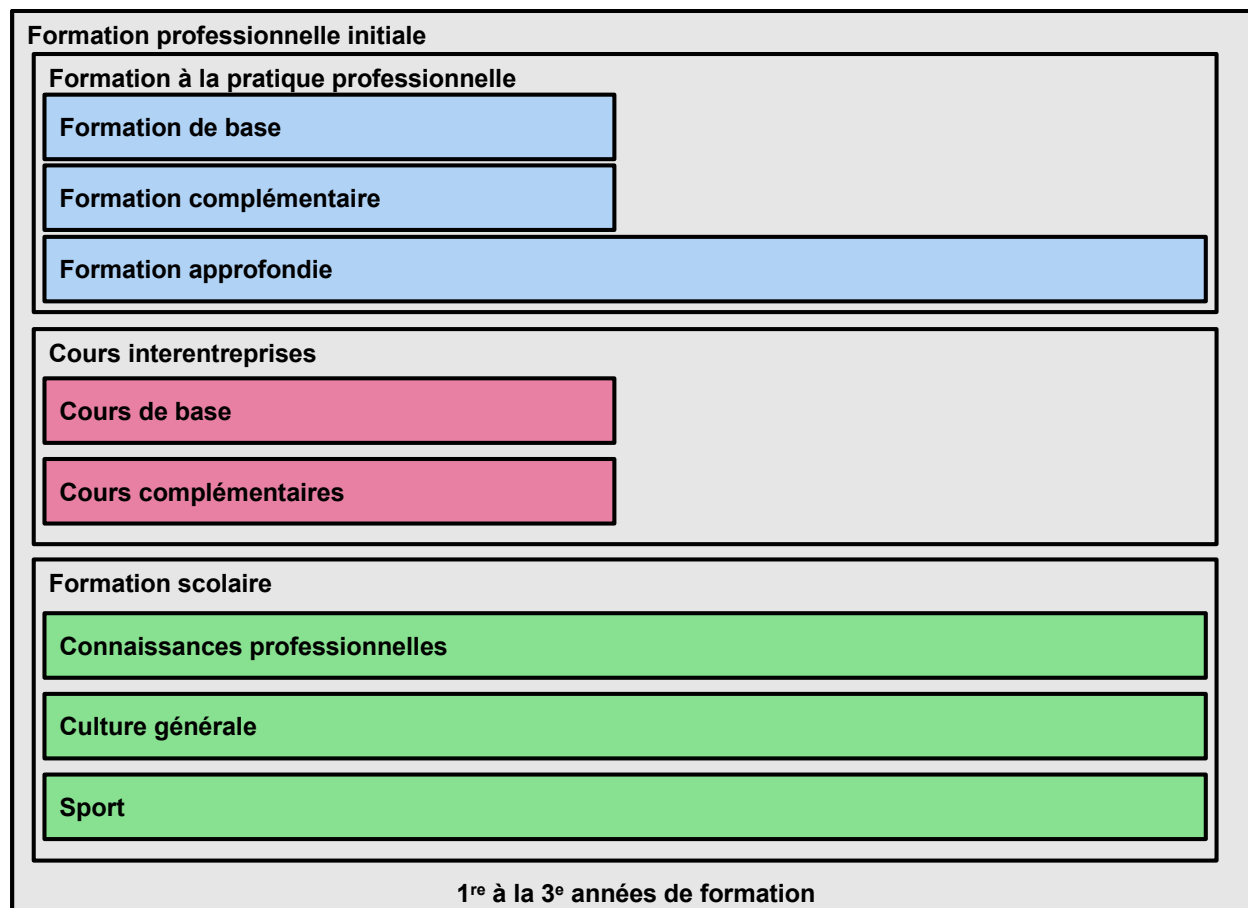 Formation professionnelle initiale
Formation à la pratique professionnelle
Formation de base
Formation complémentaire
Formation approfondie
Cours interentreprises
Cours de base
Cours complémentaires
Formation scolaire
Connaissances professionnelles
Culture générale
Sport
1re à la 3e années de formation